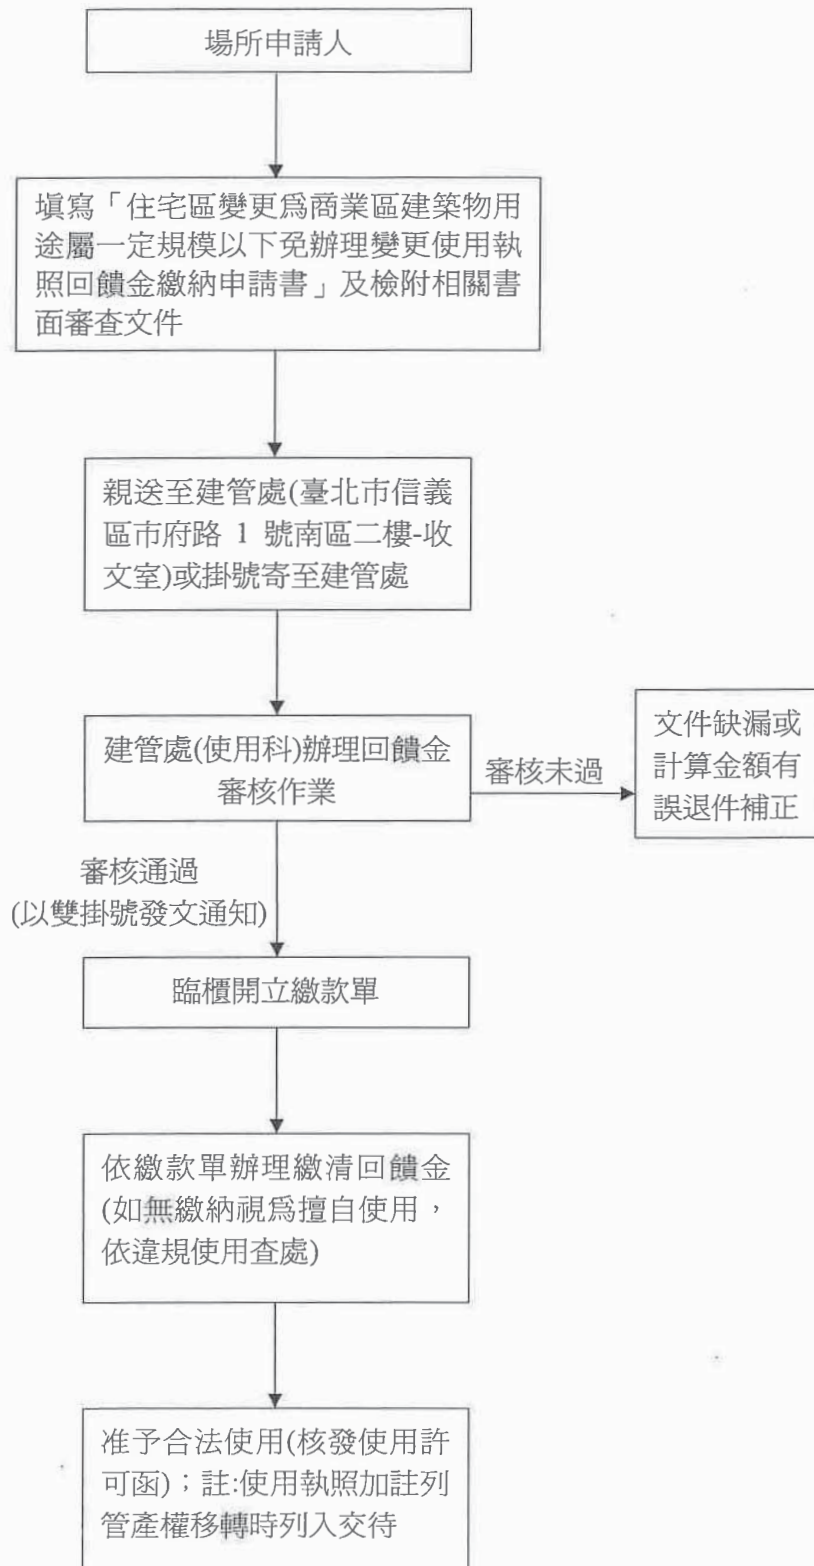 場所申請人
填寫「住宅區變更為商業區建築物用
途屬一定規模以下免辦理變更使用執
照回饋金繳納申請書」及檢附相關書
面審查文件
親送至建管處(臺北市信義
區市府路 1 號南區二樓-收
文室)或掛號寄至建管處
建管處(使用科)辦理回饋金
審核作業
審核未過
文件缺漏或
計算金額有
誤退件補正
審核通過
(以雙掛號發文通知)
臨櫃開立繳款單
依繳款單辦理繳清回饋金
(如無繳納視為擅自使用，
依違規使用查處)
准予合法使用(核發使用許
可函)；註:使用執照加註列
管產權移轉時列入交待